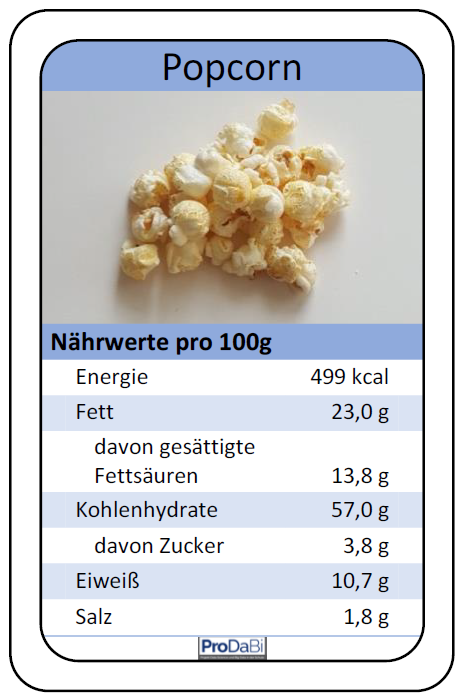 Popcorn
Nährwerte pro 100g
Energie 499 kcal
Fett 23,0 g
davon gesättigte
Fettsäuren 13,8 g
Kohlenhydrate 57,0 g
davon Zucker 3,8 g
Eiweiß 10,7 g
Salz 1,8 g
ProDaBi